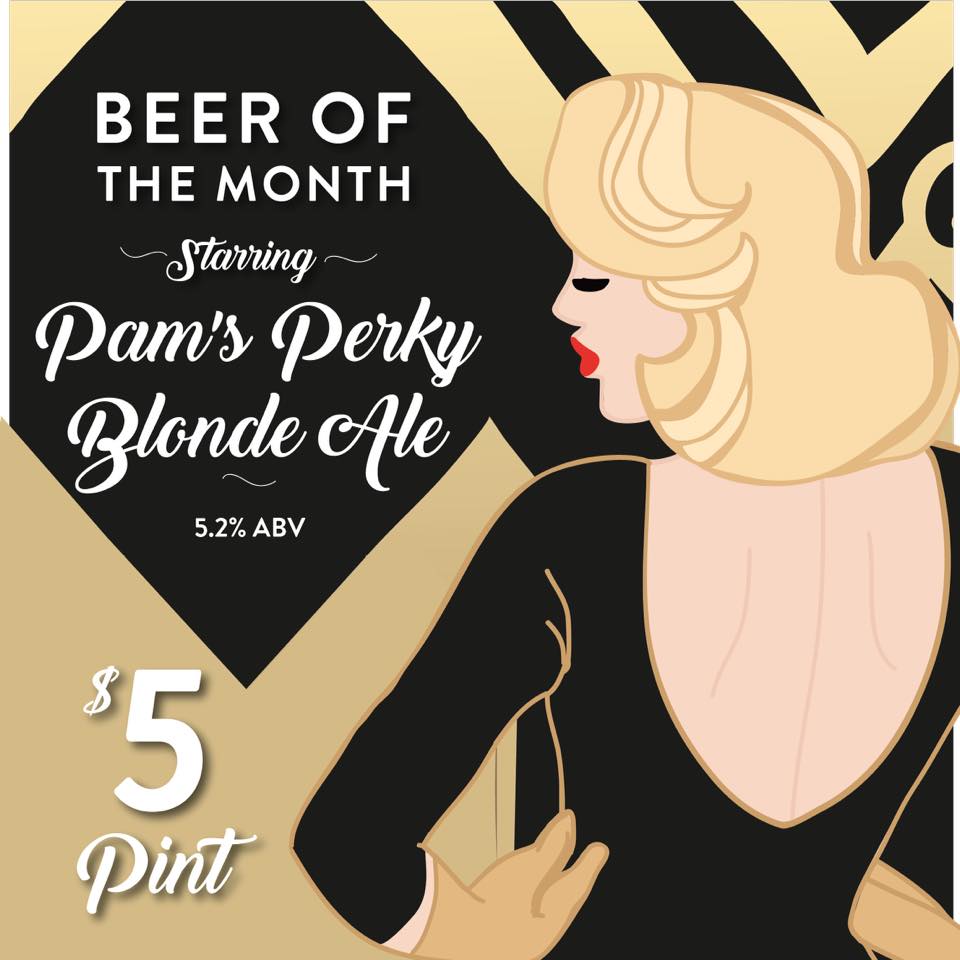 BEER OF
THE MONTH
Starring
Pam's Perky
Blonde Ale
5.2% ABV
$5
Pint